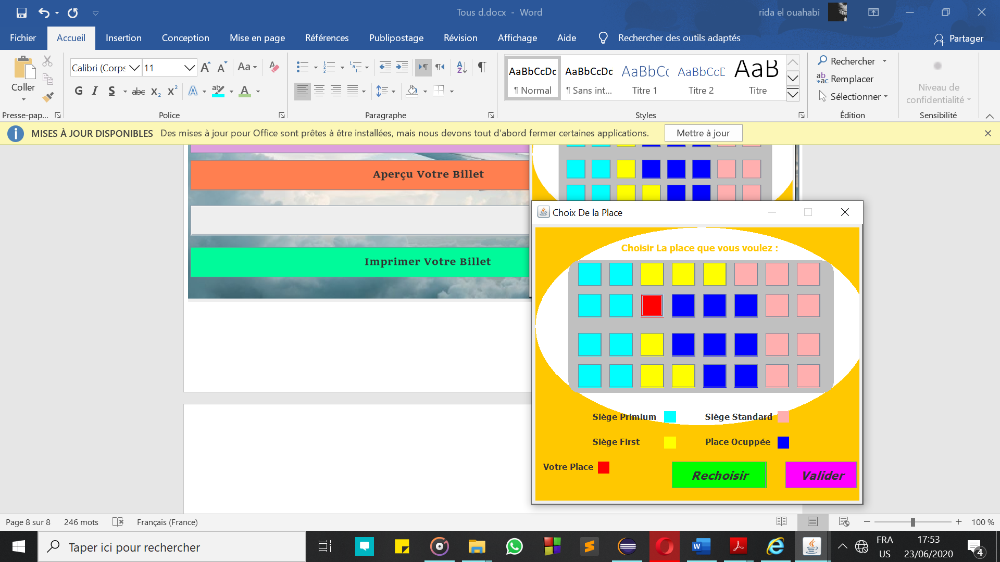 Tous d.docx - Word
rida el ouahabi
Fichier
Accueil
Insertion
Conception
Mise en page
Références
Publipostage
Révision
Affichage
Aide
Rechercher des outils adaptés
Partager
Coller
Calibri (Corps
11
Aa
G I S abc x₂ x²
AaBbCcDc
¶ Normal
AaBbCcDc
¶ Sans int...
AaBbCc
Titre 1
AaBbCcD
Titre 2
AaB
Titre
Rechercher
Remplacer
Sélectionner
Niveau de
confidentialité
Presse-pap...
Police
Paragraphe
Styles
Édition
Sensibilité
MISES À JOUR DISPONIBLES Des mises à jour pour Office sont prêtes à être installées, mais nous devons tout d'abord fermer certaines applications.
Mettre à jour
Aperçu Votre Billet
Imprimer Votre Billet
Choix De la Place
Choisir La place que vous voulez :
Siège Primium
Siège Standard
Siège First
Place Ocuppée
Votre Place
Rechoisir
Valider
Page 8 sur 8
246 mots
Français (France)
100 %
Taper ici pour rechercher
FRA
US
17:53
23/06/2020
4